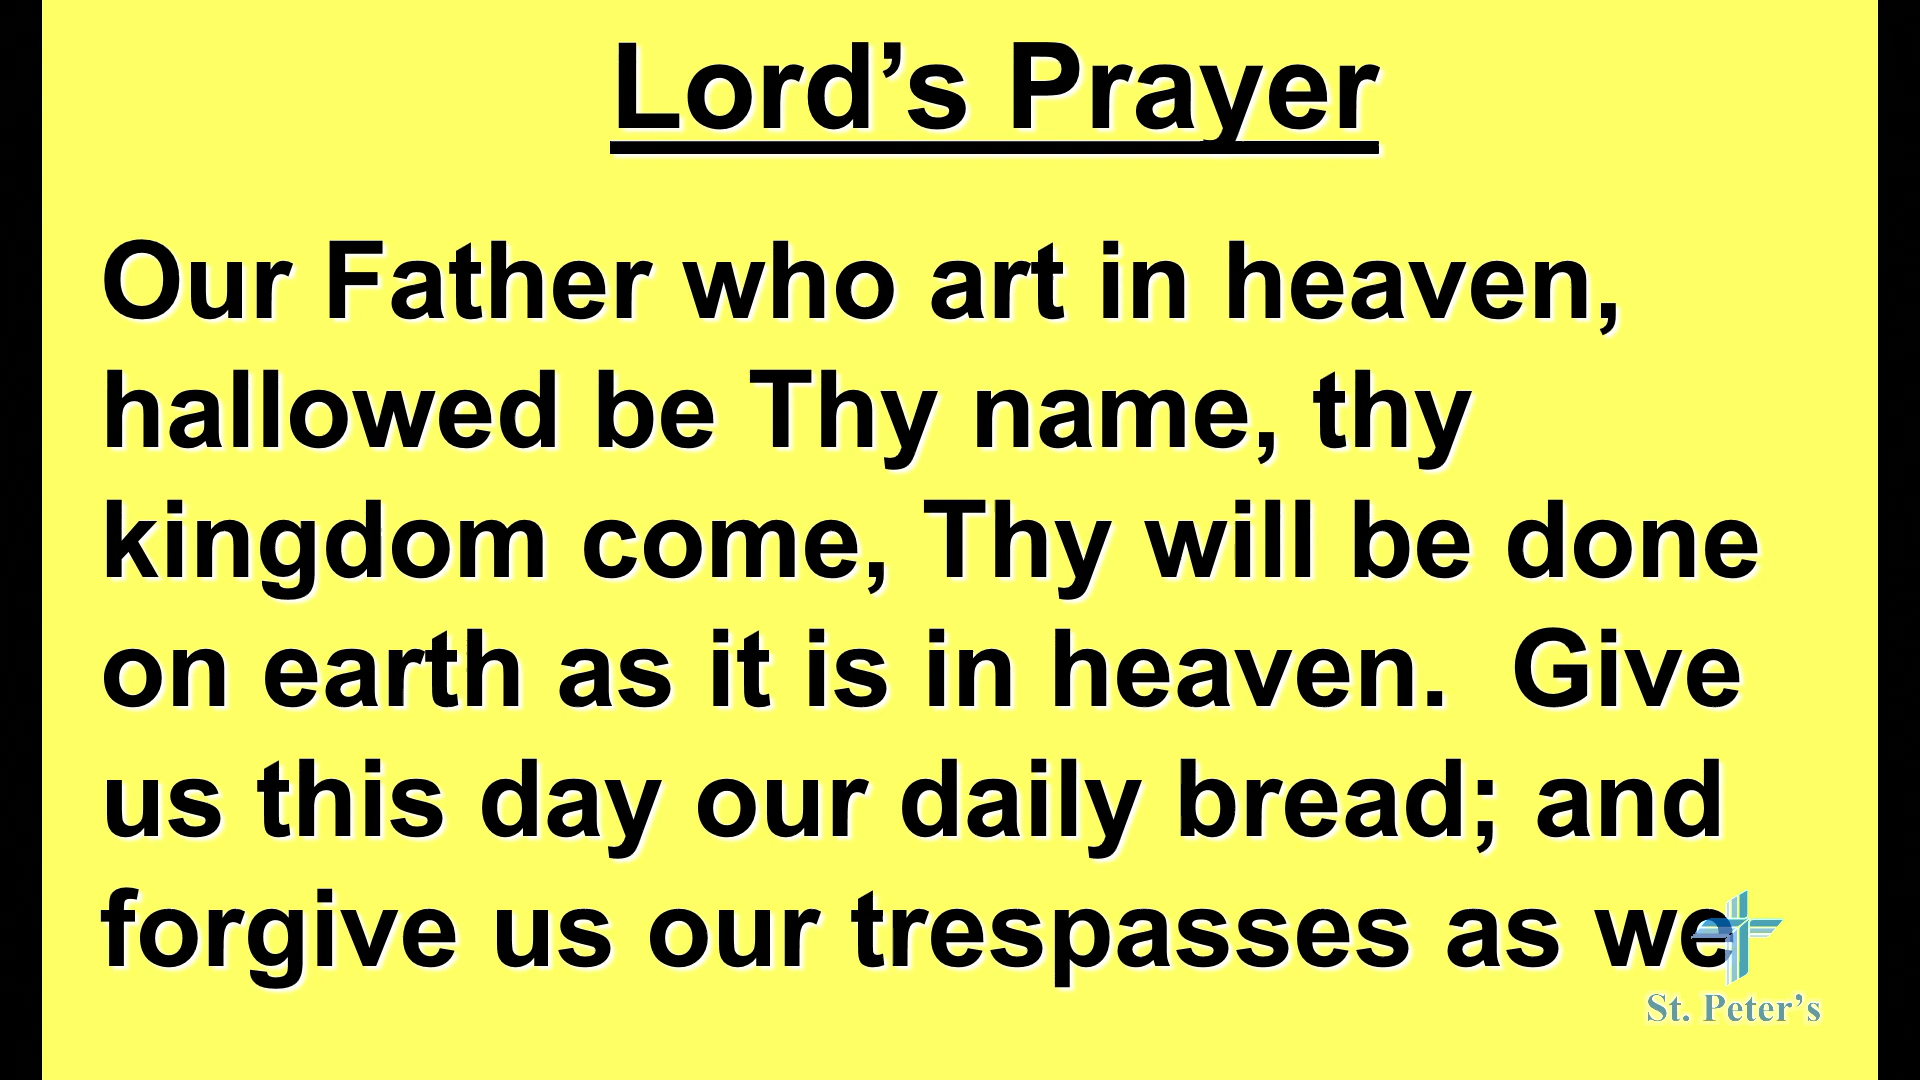 Lord’s Prayer
Our Father who art in heaven,
hallowed be Thy name, thy
kingdom come, Thy will be done
on earth as it is in heaven.  Give
us this day our daily bread; and
forgive us our trespasses as we
St. Peter’s